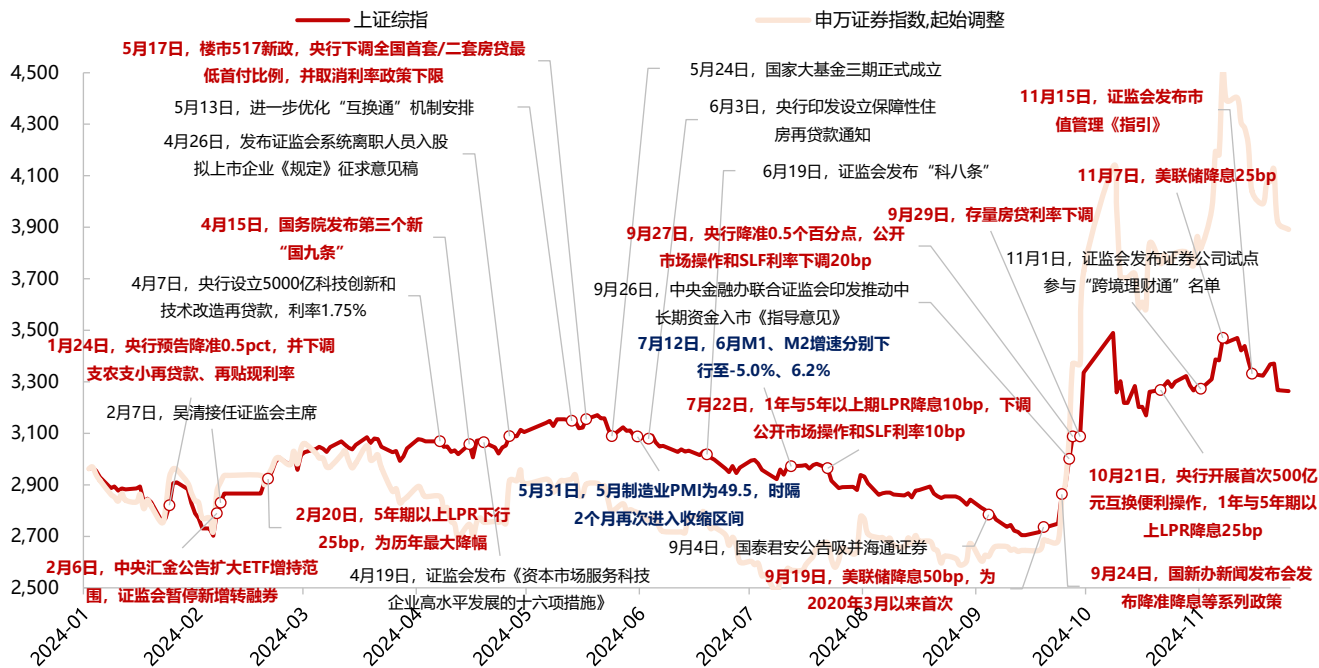 上证综指
申万证券指数,起始调整
5月17日，楼市517新政，央行下调全国首套/二套房贷最
低首付比例，并取消利率政策下限
5月13日，进一步优化“互换通”机制安排
4月26日，发布证监会系统离职人员入股
拟上市企业《规定》征求意见稿
4月15日，国务院发布第三个新
“国九条”
4月7日，央行设立5000亿科技创新和
技术改造再贷款，利率1.75%
1月24日，央行预告降准0.5pct，并下调
支农支小再贷款、再贴现利率
2月7日，吴清接任证监会主席
5月24日，国家大基金三期正式成立
6月3日，央行印发设立保障性住
房再贷款通知
6月19日，证监会发布“科八条”
9月29日，存量房贷利率下调
9月27日，央行降准0.5个百分点，公开
市场操作和SLF利率下调20bp
9月26日，中央金融办联合证监会印发推动中
长期资金入市《指导意见》
7月12日，6月M1、M2增速分别下
行至-5.0%、6.2%
7月22日，1年与5年以上期LPR降息10bp，下调
公开市场操作和SLF利率10bp
11月15日，证监会发布市
值管理《指引》
11月7日，美联储降息25bp
11月1日，证监会发布证券公司试点
参与“跨境理财通”名单
10月21日，央行开展首次500亿
元互换便利操作，1年与5年期以
上LPR降息25bp
9月24日，国新办新闻发布会发
布降准降息等系列政策
5月31日，5月制造业PMI为49.5，时隔
2个月再次进入收缩区间
9月4日，国泰君安公告吸并海通证券
9月19日，美联储降息50bp，为
2020年3月以来首次
2月20日，5年期以上LPR下行
25bp，为历年最大降幅
2月6日，中央汇金公告扩大ETF增持范
围，证监会暂停新增转融券
4月19日，证监会发布《资本市场服务科技
企业高水平发展的十六项措施》
4,500
4,300
4,100
3,900
3,700
3,500
3,300
3,100
2,900
2,700
2,500
2024-01
2024-02
2024-03
2024-04
2024-05
2024-06
2024-07
2024-08
2024-09
2024-10
2024-11